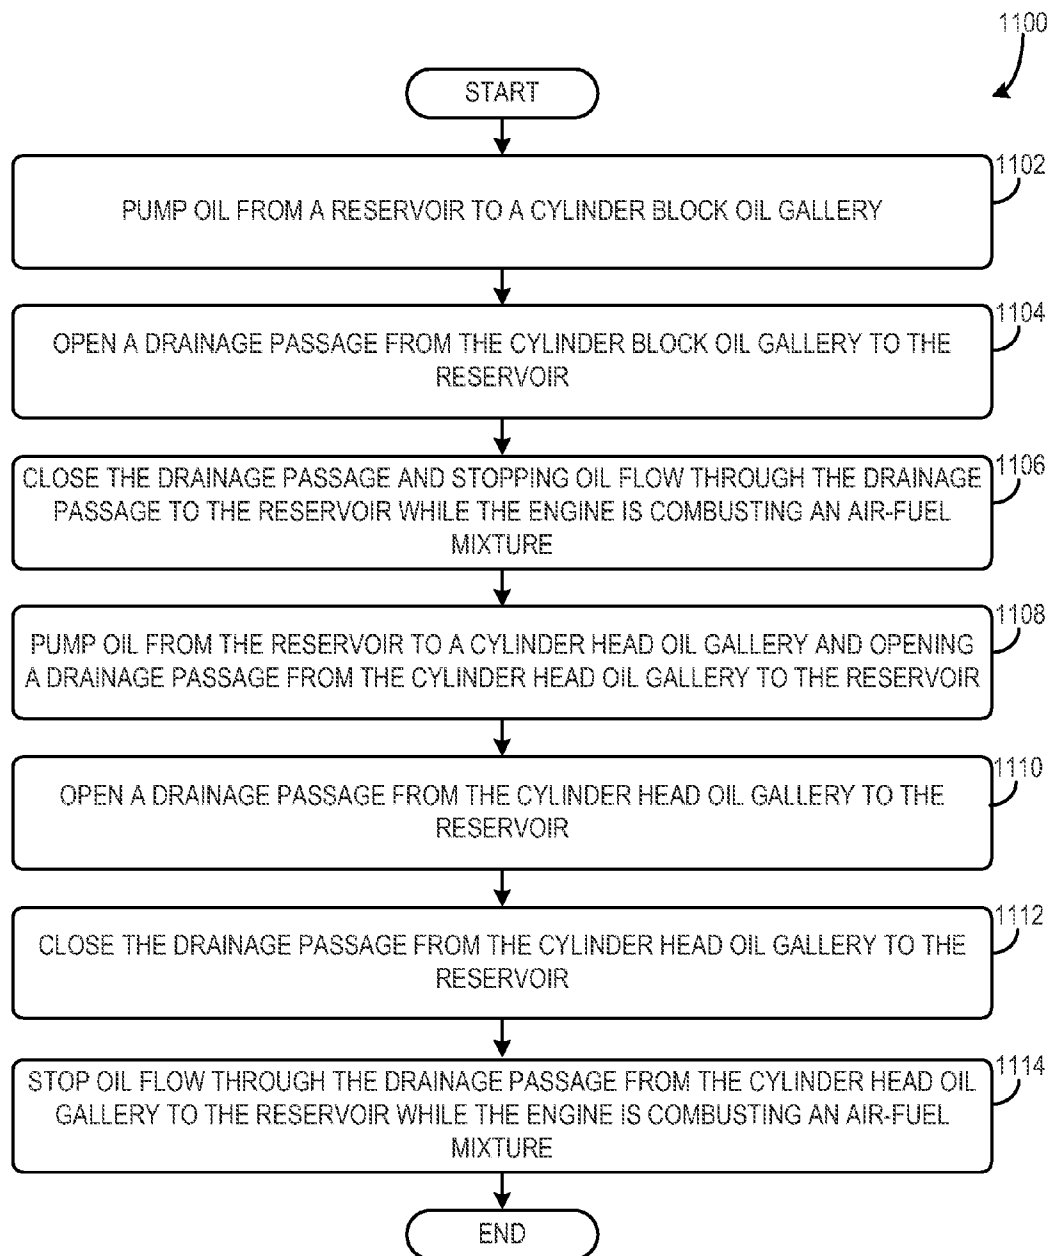 1100
START
1102
PUMP OIL FROM A RESERVOIR TO A CYLINDER BLOCK OIL GALLERY
1104
OPEN A DRAINAGE PASSAGE FROM THE CYLINDER BLOCK OIL GALLERY TO THE
RESERVOIR
1106
CLOSE THE DRAINAGE PASSAGE AND STOPPING OIL FLOW THROUGH THE DRAINAGE
PASSAGE TO THE RESERVOIR WHILE THE ENGINE IS COMBUSTING AN AIR-FUEL
MIXTURE
1108
PUMP OIL FROM THE RESERVOIR TO A CYLINDER HEAD OIL GALLERY AND OPENING
A DRAINAGE PASSAGE FROM THE CYLINDER HEAD OIL GALLERY TO THE RESERVOIR
1110
OPEN A DRAINAGE PASSAGE FROM THE CYLINDER HEAD OIL GALLERY TO THE
RESERVOIR
1112
CLOSE THE DRAINAGE PASSAGE FROM THE CYLINDER HEAD OIL GALLERY TO THE
RESERVOIR
1114
STOP OIL FLOW THROUGH THE DRAINAGE PASSAGE FROM THE CYLINDER HEAD OIL
GALLERY TO THE RESERVOIR WHILE THE ENGINE IS COMBUSTING AN AIR-FUEL
MIXTURE
END